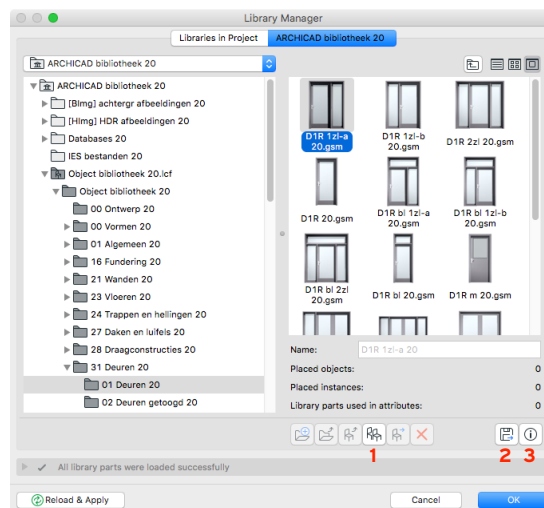 Library Manager
Libraries in Project
ARCHICAD bibliotheek 20
ARCHICAD bibliotheek 20
ARCHICAD bibliotheek 20
[BImg] achtergr afbeeldingen 20
[HImg] HDR afbeeldingen 20
Databases 20
IES bestanden 20
Object bibliotheek 20.lcf
Object bibliotheek 20
00 Ontwerp 20
00 Vormen 20
01 Algemeen 20
16 Fundering 20
21 Wanden 20
23 Vloeren 20
24 Trappen en hellingen 20
27 Daken en luifels 20
28 Draagconstructies 20
31 Deuren 20
01 Deuren 20
02 Deuren getoogd 20
D1R 1zl-a
20.gsm
D1R 1zl-b
20.gsm
D1R 2zl 20.gsm
D1R 20.gsm
D1R bl 1zl-a
20.gsm
D1R bl 1zl-b
20.gsm
D1R bl 2zl
20.gsm
D1R bl 20.gsm
D1R m 20.gsm
Name: D1R 1zl-a 20
Placed objects: 0
Placed instances: 0
Library parts used in attributes: 0
1 2 3
All library parts were loaded successfully
Reload & Apply
Cancel
OK